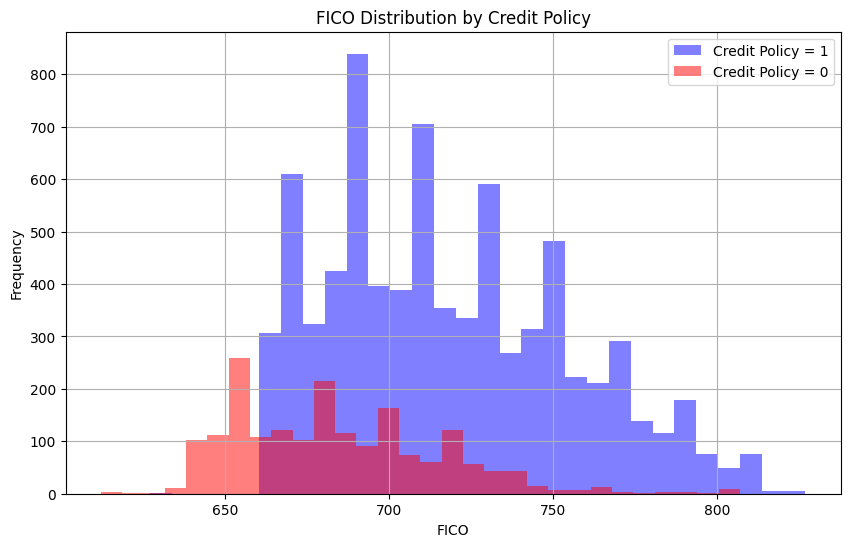 FICO Distribution by Credit Policy
Credit Policy = 1
Credit Policy = 0
Frequency
800
700
600
500
400
300
200
100
0
650
700
750
800
FICO